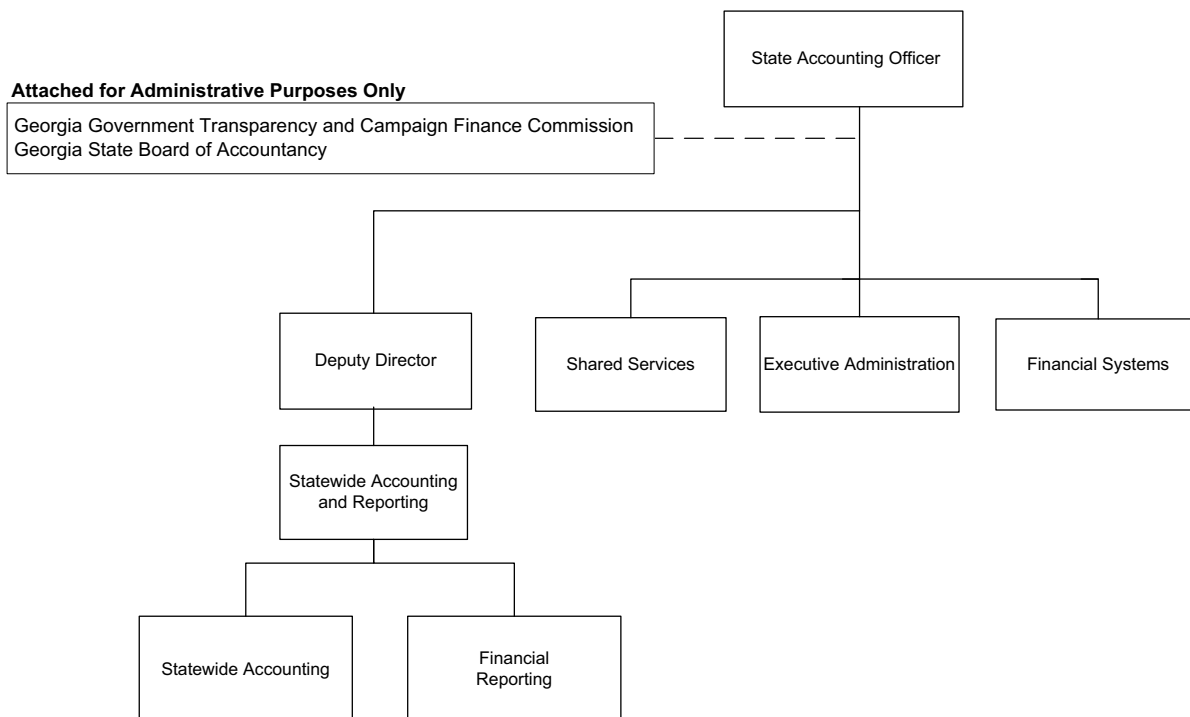 State Accounting Officer
Attached for Administrative Purposes Only
Georgia Government Transparency and Campaign Finance Commission
Georgia State Board of Accountancy
Deputy Director
Shared Services
Executive Administration
Financial Systems
Statewide Accounting
and Reporting
Statewide Accounting
Financial
Reporting